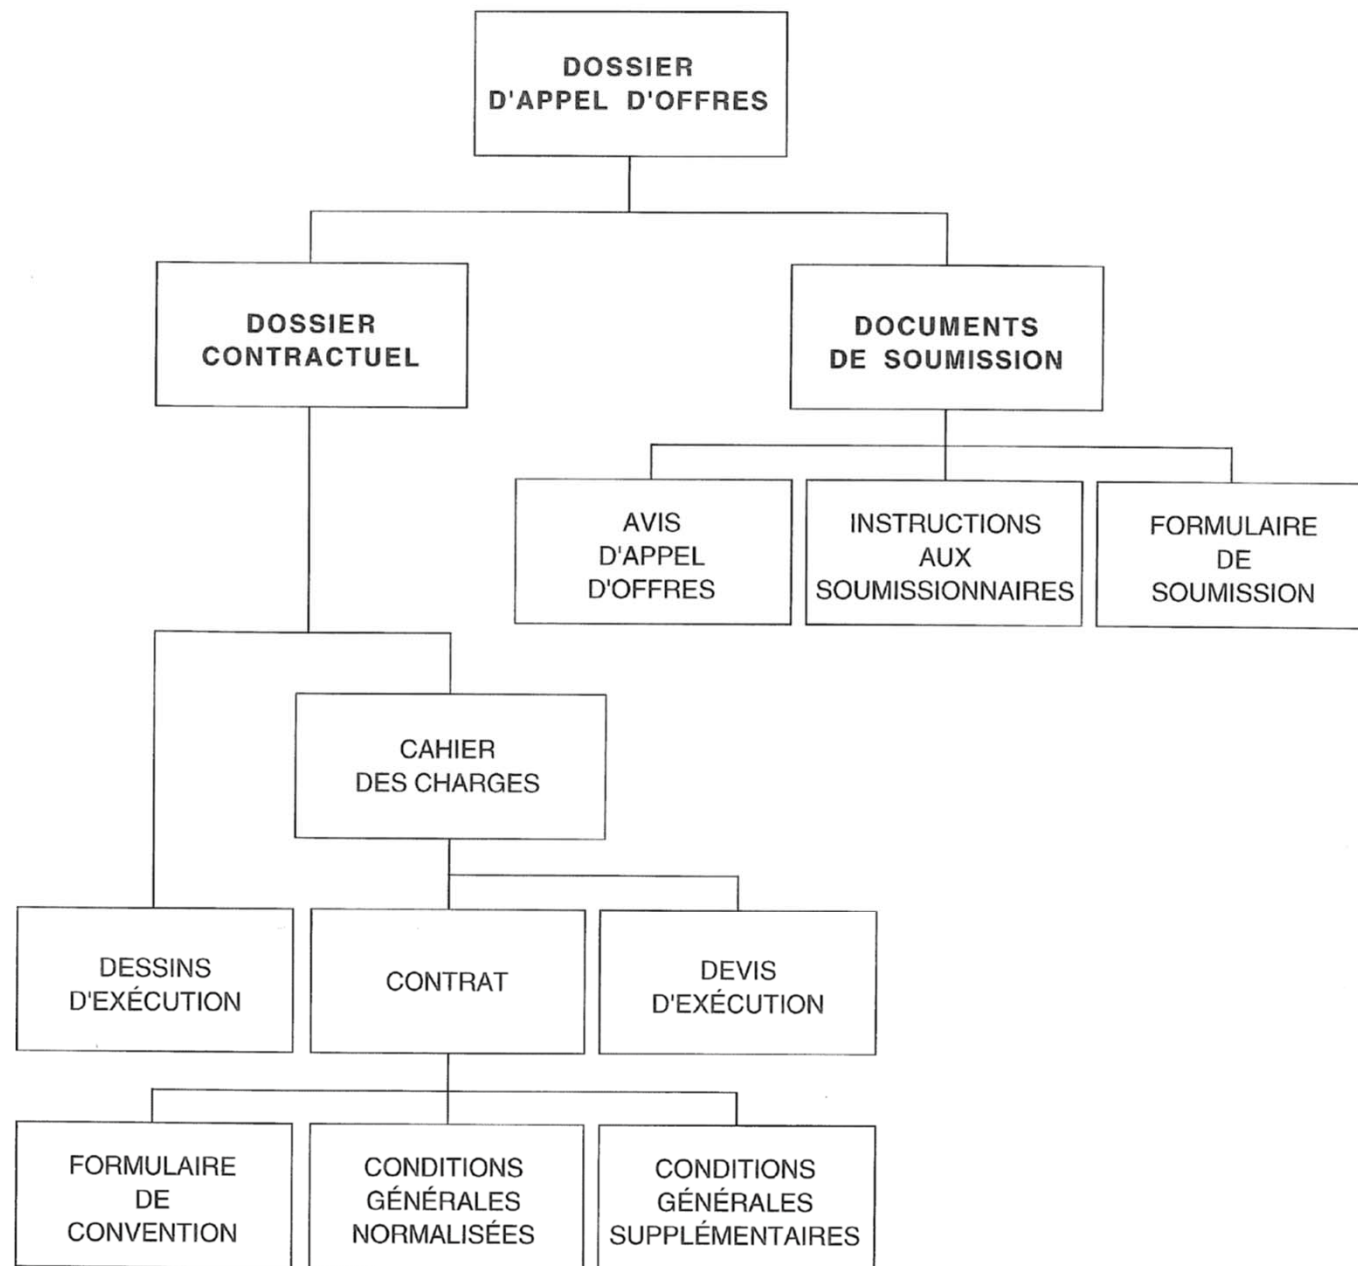 DOSSIER
D'APPEL D'OFFRES
DOSSIER
CONTRACTUEL
DOCUMENTS
DE SOUMISSION
AVIS
D'APPEL
D'OFFRES
INSTRUCTIONS
AUX
SOUMISSIONNAIRES
FORMULAIRE
DE
SOUMISSION
CAHIER
DES CHARGES
DESSINS
D'EXÉCUTION
CONTRAT
DEVIS
D'EXÉCUTION
FORMULAIRE
DE
CONVENTION
CONDITIONS
GÉNÉRALES
NORMALISÉES
CONDITIONS
GÉNÉRALES
SUPPLÉMENTAIRES